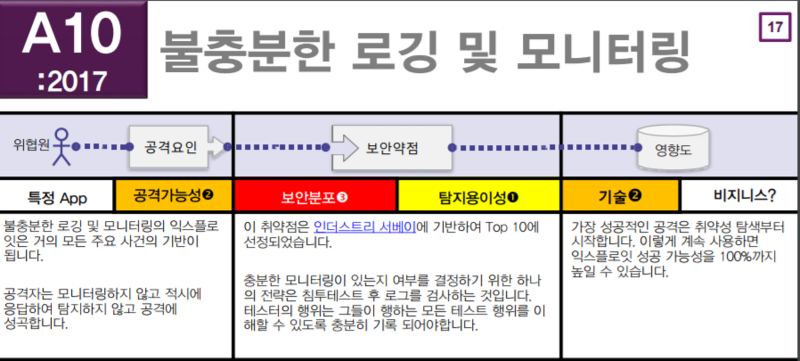 A10
:2017
불충분한 로깅 및 모니터링
17
위협원
공격요인
보안약점
영향도
특정 App
공격가능성❷
보안분포❸
탐지용이성❶
기술❷
비지니스?
불충분한 로깅 및 모니터링의 익스플로
잇은 거의 모든 주요 사건의 기반이
됩니다.
공격자는 모니터링하지 않고 적시에
응답하여 탐지하지 않고 공격에
성곡합니다.
이 취약점은 인더스트리 서베이에 기반하여 Top 10에
선정되었습니다.
충분한 모니터링이 있는지 여부를 결정하기 위한 하나
의 전략은 침투테스트 후 로그를 검사하는 것입니다.
테스터의 행위는 그들이 행하는 모든 테스트 행위를 이
해할 수 있도록 충분히 기록 되어야합니다.
가장 성공적인 공격은 취약성 탐색부터
시작합니다. 이렇게 계속 사용하면
익스플로잇 성공 가능성을 100%까지
높일 수 있습니다.